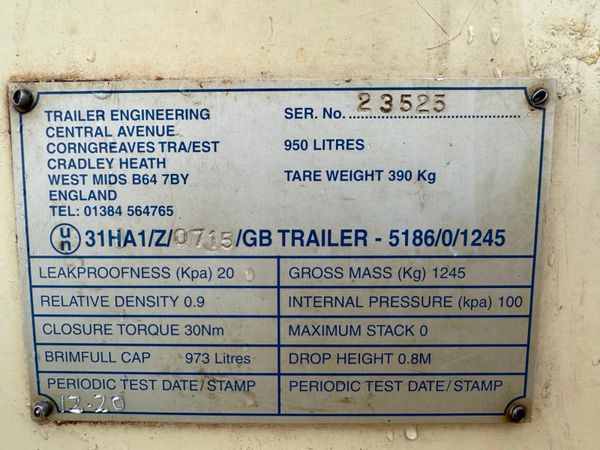 TRAILER ENGINEERING
CENTRAL AVENUE
CORNGREAVES TRA/EST
CRADLEY HEATH
WEST MIDS B64 7BY
ENGLAND
TEL: 01384 564765
SER. No. 23525
950 LITRES
TARE WEIGHT 390 Kg
un 31HA1/Z/0715/GB TRAILER - 5186/0/1245
LEAKPROOFNESS (Kpa) 20 0
GROSS MASS (Kg) 1245
RELATIVE DENSITY 0.9
INTERNAL PRESSURE (kpa) 100
CLOSURE TORQUE 30Nm
MAXIMUM STACK 0
BRIMFULL CAP 973 Litres
DROP HEIGHT 0.8M
PERIODIC TEST DATE/STAMP
PERIODIC TEST DATE/STAMP
12-20